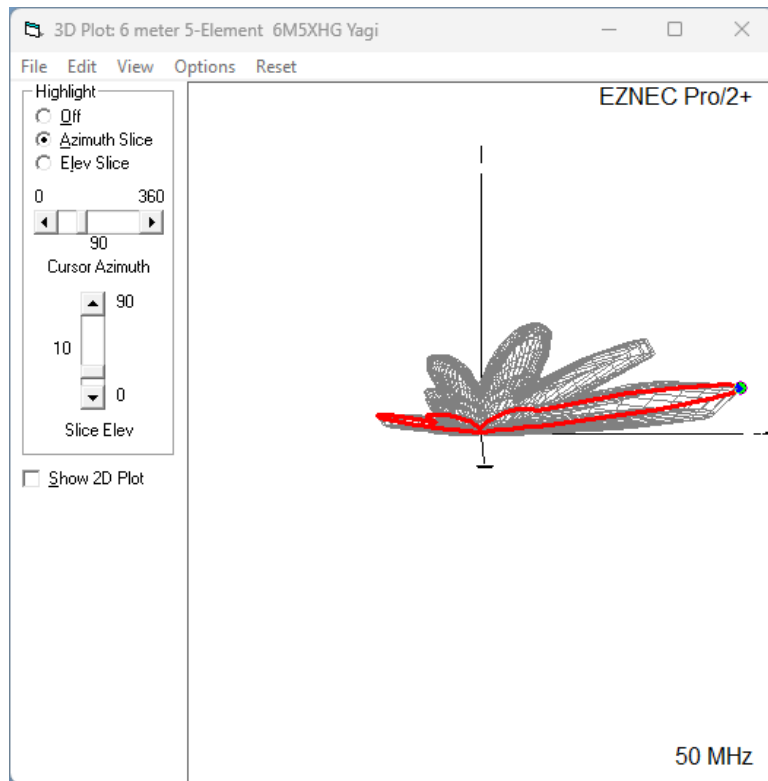 3D Plot: 6 meter 5-Element 6M5XHG Yagi
File Edit View Options Reset
EZNEC Pro/2+
Highlight
Off
Azimuth Slice
Elev Slice
0 360
90
Cursor Azimuth
90
10
0
Slice Elev
Show 2D Plot
50 MHz